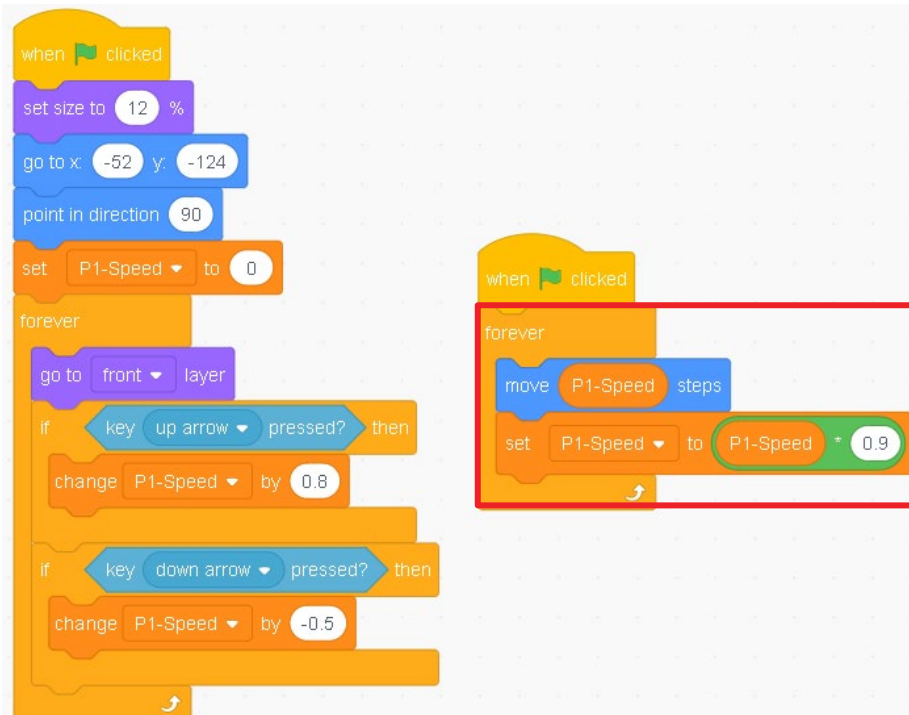 when clicked
set size to 12 %
go to x: -52 y: -124
point in direction 90
set P1-Speed to 0
forever
go to front layer
if key up arrow pressed? then
change P1-Speed by 0.8
if key down arrow pressed? then
change P1-Speed by -0.5
when clicked
forever
move P1-Speed steps
set P1-Speed to P1-Speed * 0.9